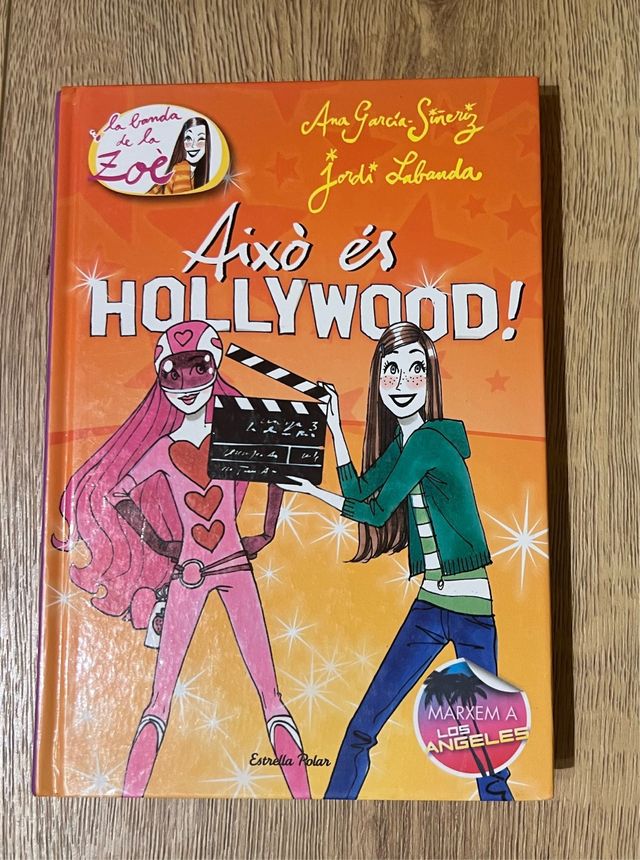 la banda
de la
Zoè
Ana García-Siñeriz
Jordi Labanda
Això és
HOLLYWOOD!
MARXEM A
LOS
ANGELES
Estrella Polar